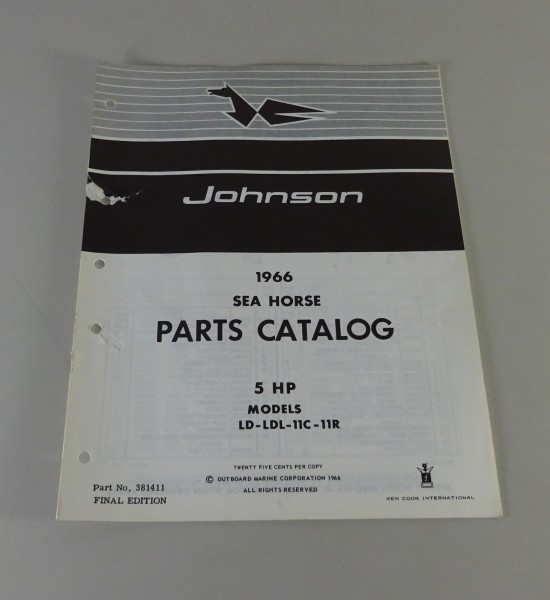 Johnson
1966
SEA HORSE
PARTS CATALOG
5 HP
MODELS
LD-LDL-11C-11R
TWENTY FIVE CENTS PER COPY
© OUTBOARD MARINE CORPORATION 1966
ALL RIGHTS RESERVED
Part No. 381411
FINAL EDITION
KEN COOK INTERNATIONAL